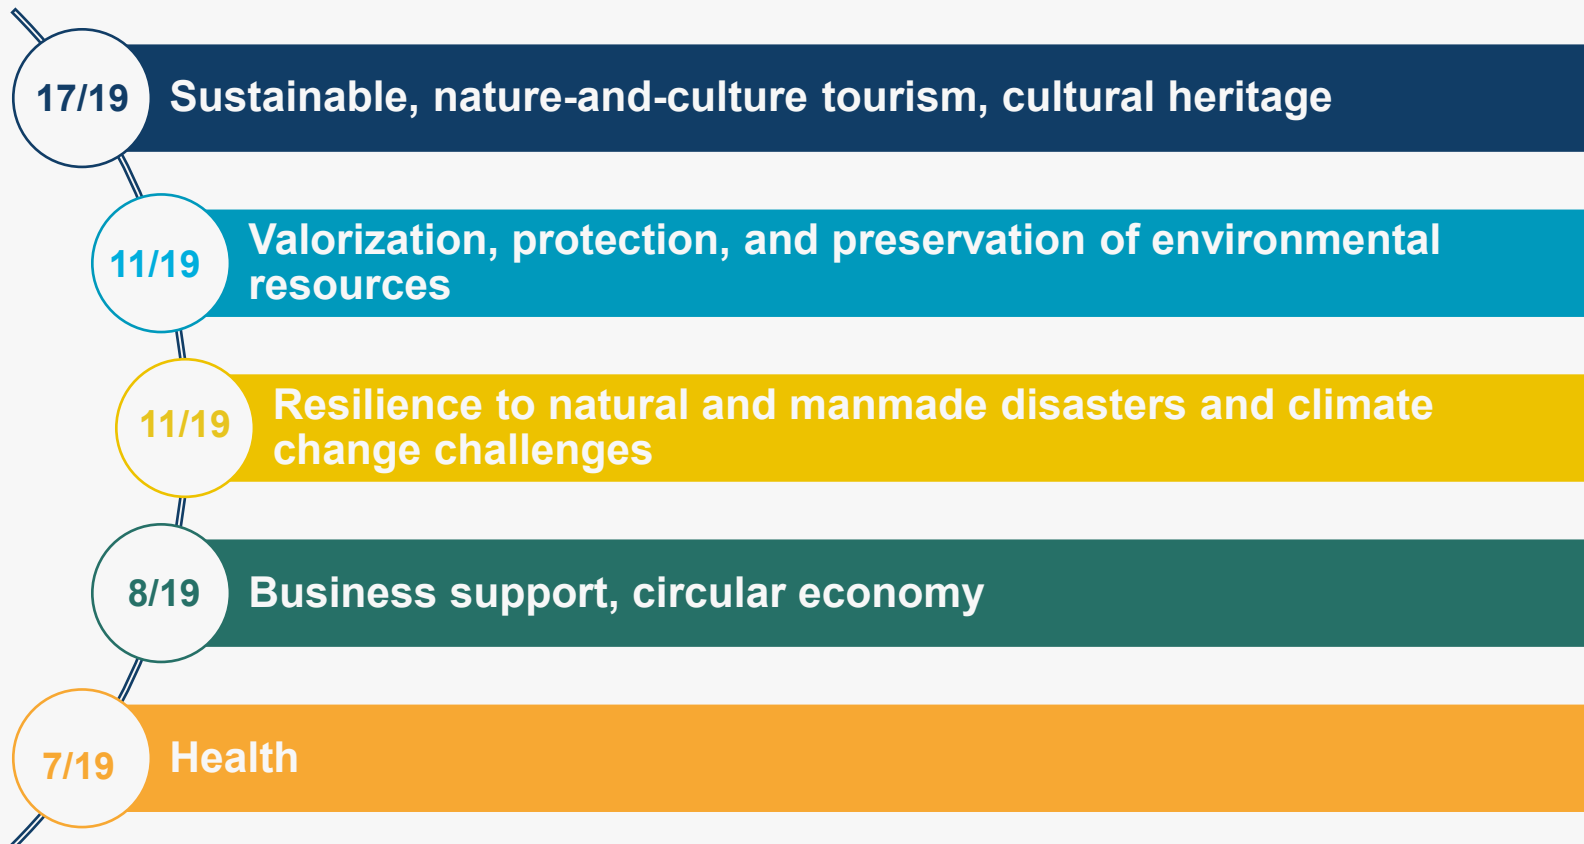 17/19
Sustainable, nature-and-culture tourism, cultural heritage
11/19
Valorization, protection, and preservation of environmental
resources
11/19
Resilience to natural and manmade disasters and climate
change challenges
8/19
Business support, circular economy
7/19
Health